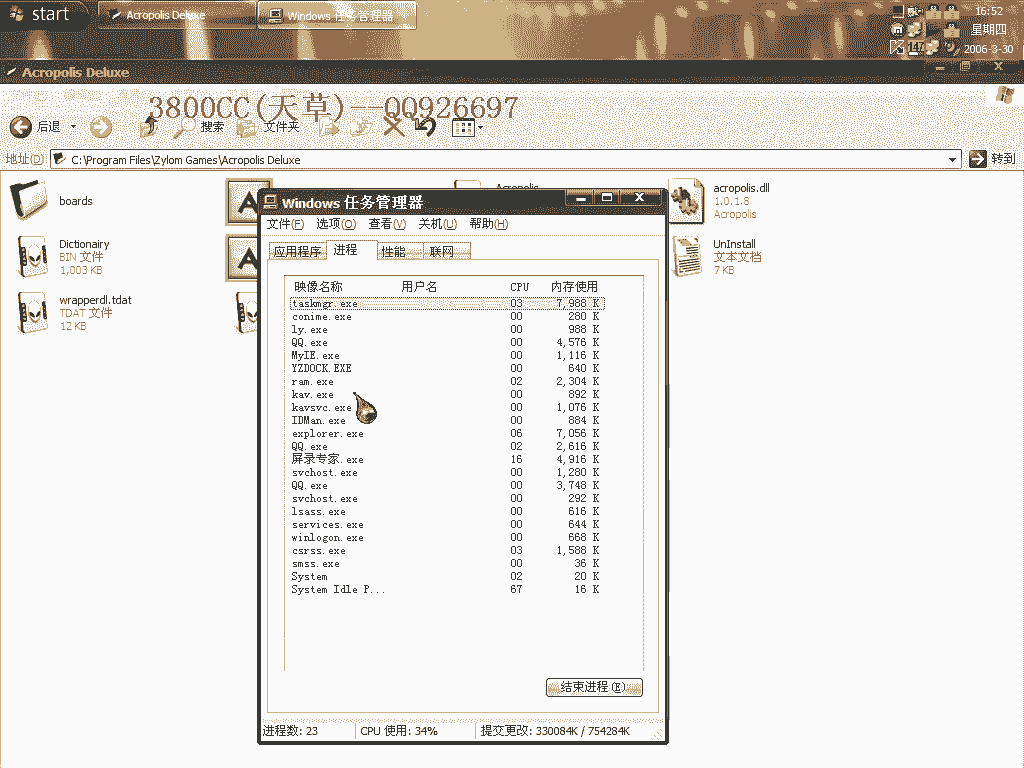 start
Acropolis Deluxe
Windows 任务管理器
16:52
星期四
2006-3-30
147
Acropolis Deluxe
3800CC(天草)--QQ926697
后退
搜索
文件夹
地址(D)
C:\Program Files\Zylom Games\Acropolis Deluxe
转到
boards
Acropolis
acropolis.dll
1.0.1.8
Acropolis
Dictionairy
BIN 文件
1,003 KB
UnInstall
文本文档
7 KB
wrapperdl.tdat
TDAT 文件
12 KB
Windows 任务管理器
文件(F) 选项(O) 查看(V) 关机(U) 帮助(H)
应用程序 进程 性能 联网
映像名称 用户名 CPU 内存使用
taskmgr.exe 03 7,988 K
conime.exe 00 280 K
ly.exe 00 988 K
QQ.exe 00 4,576 K
MyIE.exe 00 1,116 K
YZDOCK.EXE 00 640 K
ram.exe 02 2,304 K
kav.exe 00 892 K
kavsvc.exe 00 1,076 K
IDMan.exe 00 884 K
explorer.exe 06 7,056 K
QQ.exe 02 2,616 K
屏录专家.exe 16 4,916 K
svchost.exe 00 1,280 K
QQ.exe 00 3,748 K
svchost.exe 00 292 K
lsass.exe 00 616 K
services.exe 00 644 K
winlogon.exe 00 668 K
csrss.exe 03 1,588 K
smss.exe 00 36 K
System 02 20 K
System Idle P... 67 16 K
结束进程(E)
进程数: 23 CPU 使用: 34% 提交更改: 330084K / 754284K